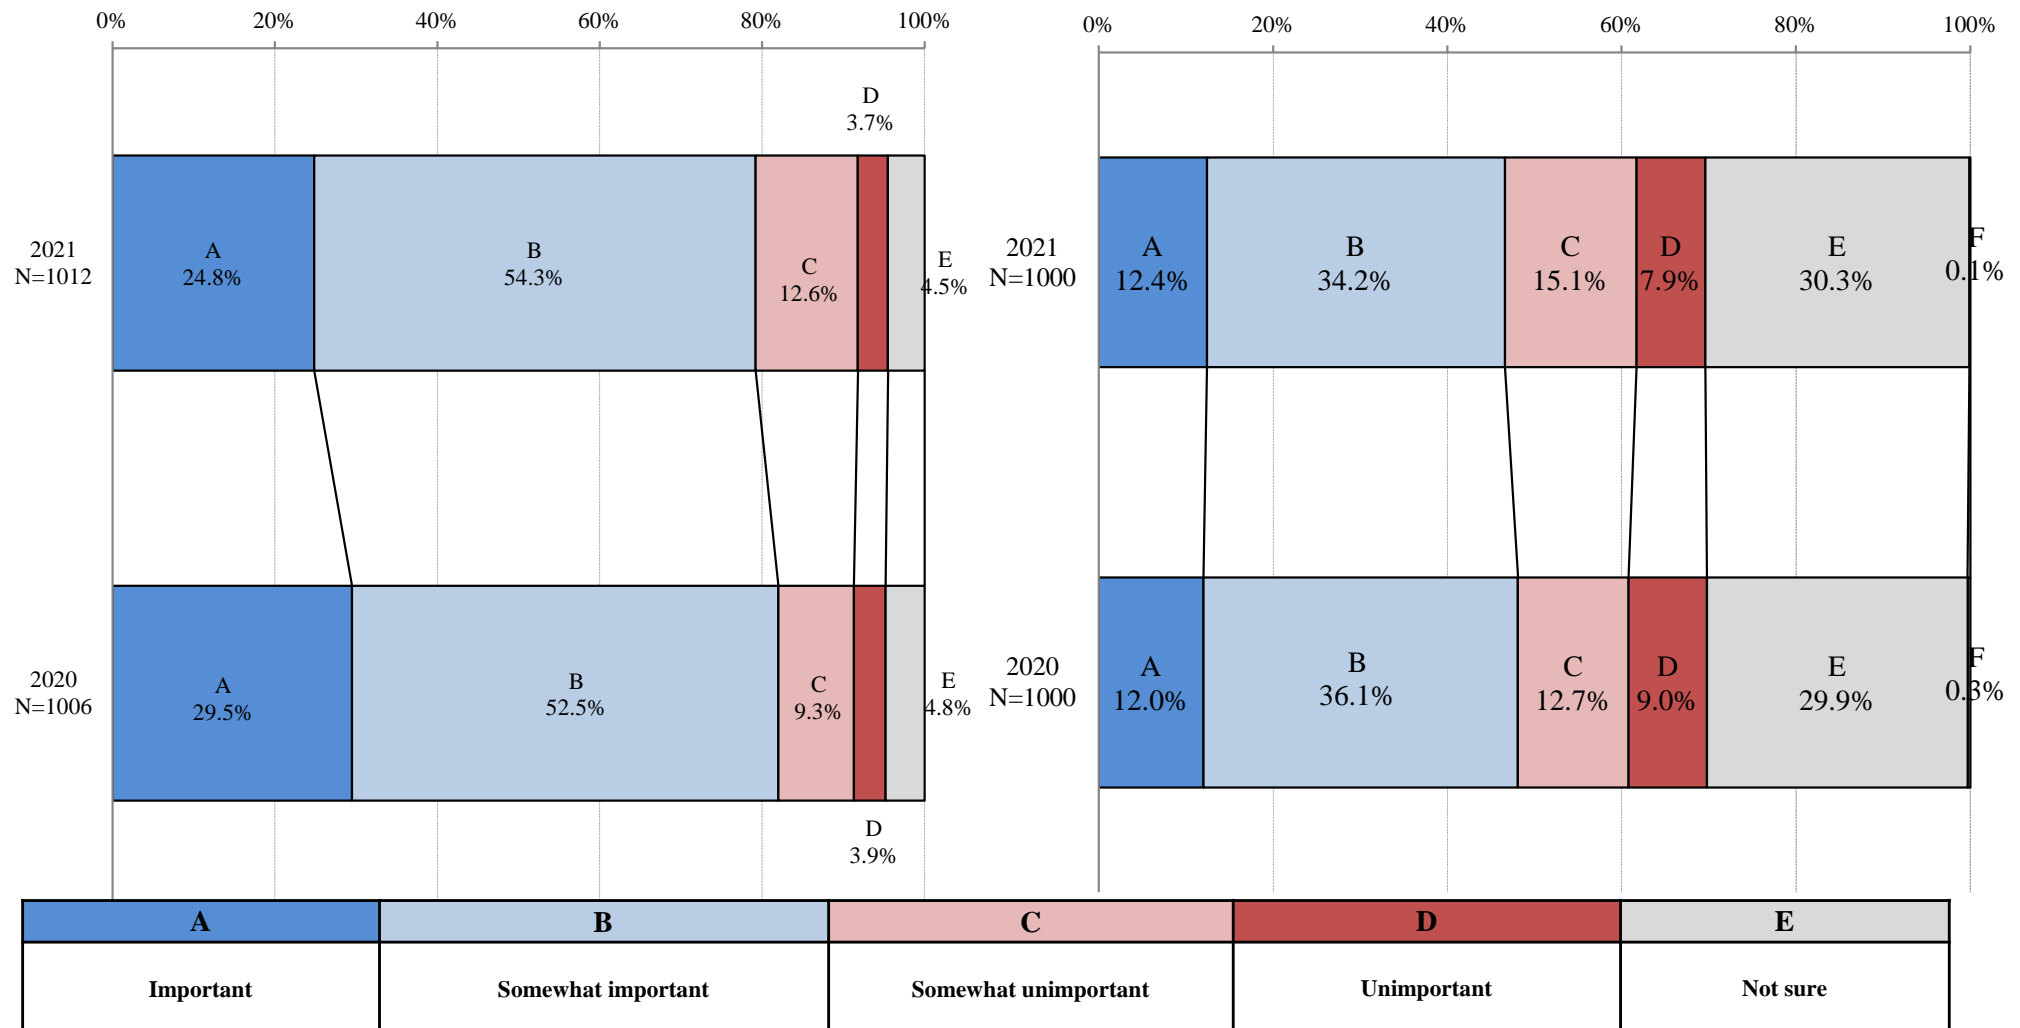 0% 20% 40% 60% 80% 100%
D
3.7%
2021
N=1012
A
24.8%
B
54.3%
C
12.6%
E
4.5%
2020
N=1006
A
29.5%
B
52.5%
C
9.3%
E
4.8%
D
3.9%
0% 20% 40% 60% 80% 100%
2021
N=1000
A
12.4%
B
34.2%
C
15.1%
D
7.9%
E
30.3%
F
0.1%
2020
N=1000
A
12.0%
B
36.1%
C
12.7%
D
9.0%
E
29.9%
F
0.3%
A B C D E
Important Somewhat important Somewhat unimportant Unimportant Not sure